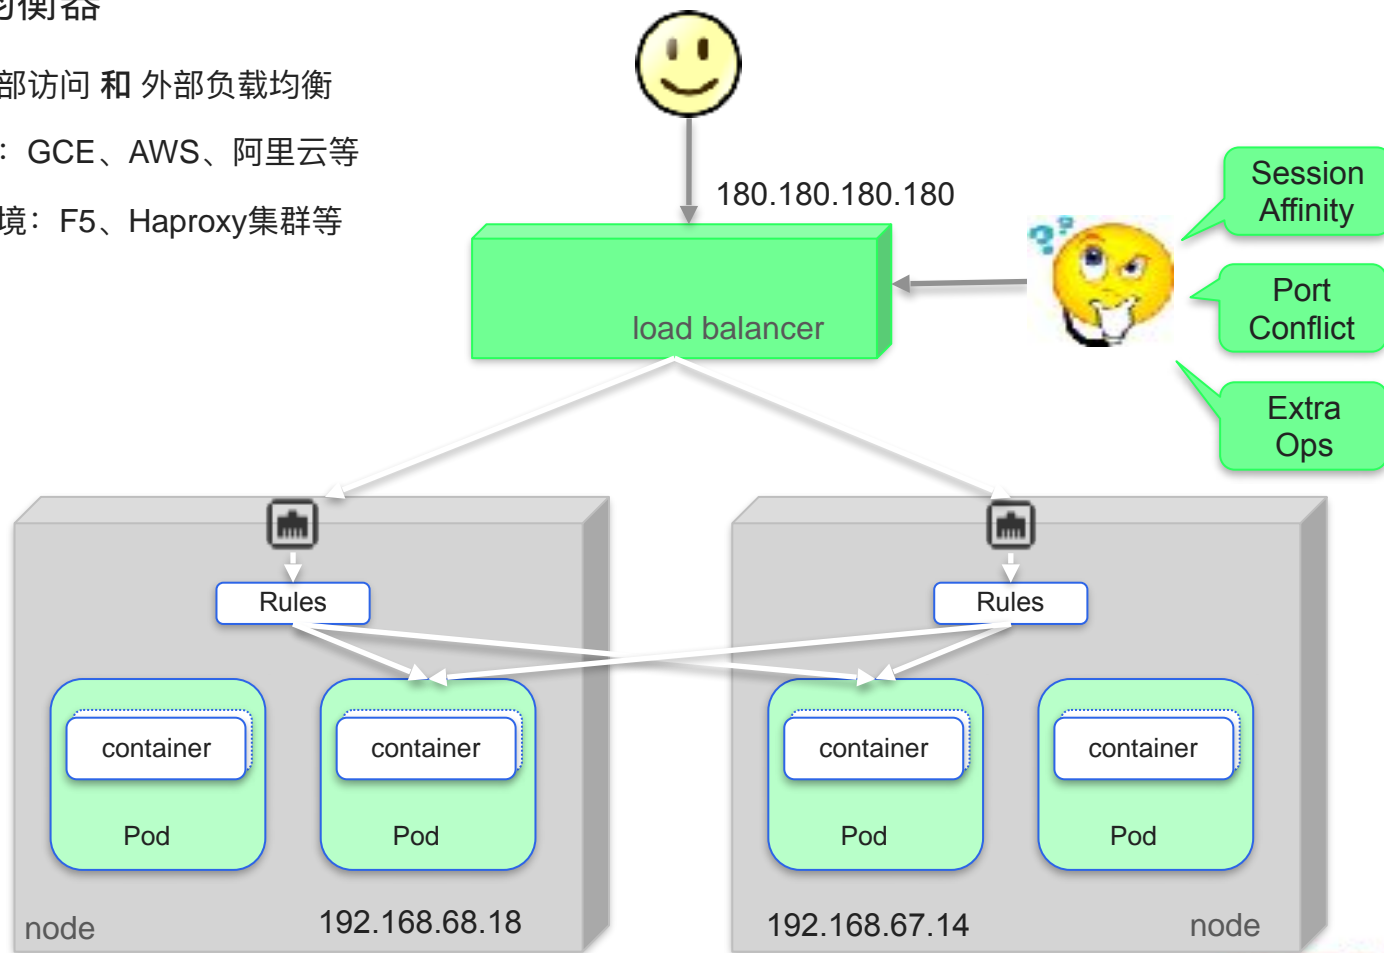 均衡器
部访问 和 外部负载均衡
：GCE、AWS、阿里云等
境：F5、Haproxy集群等
180.180.180.180
Session
Affinity
Port
Conflict
Extra
Ops
load balancer
Rules
Rules
container
container
container
container
Pod
Pod
Pod
Pod
node
192.168.68.18
192.168.67.14
node